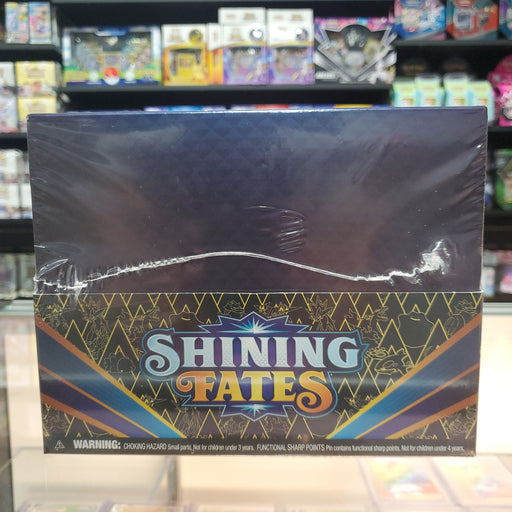 SHINING
FATES
WARNING: CHOKING HAZARD Small parts. Not for children under 3 years. FUNCTIONAL SHARP POINTS Pin contains functional sharp points. Not for children under 4 years.